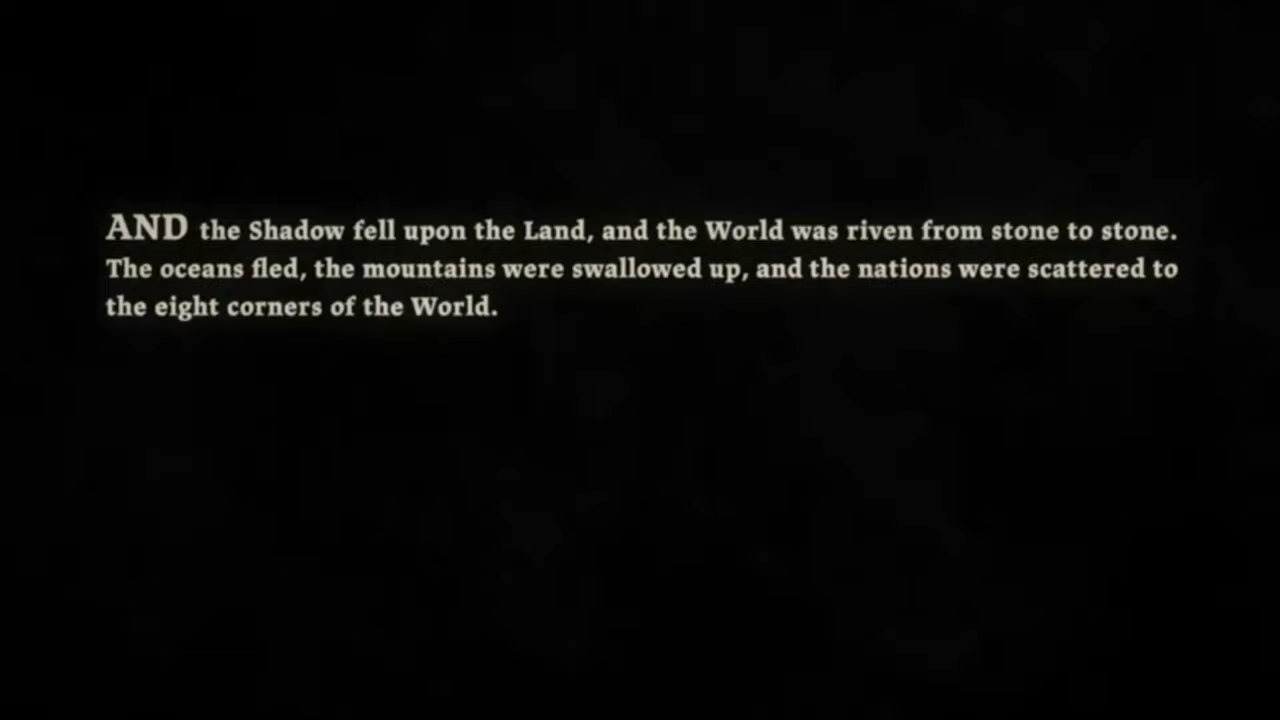 AND the Shadow fell upon the Land, and the World was riven from stone to stone.
The oceans fled, the mountains were swallowed up, and the nations were scattered to
the eight corners of the World.